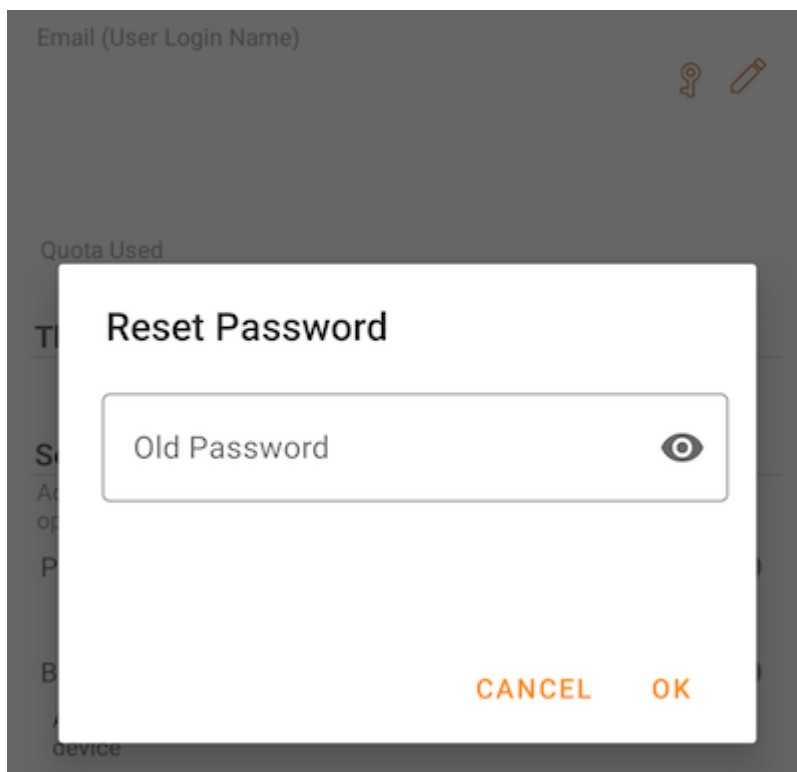 Email (User Login Name)
Quota Used
Reset Password
Old Password
CANCEL OK
device